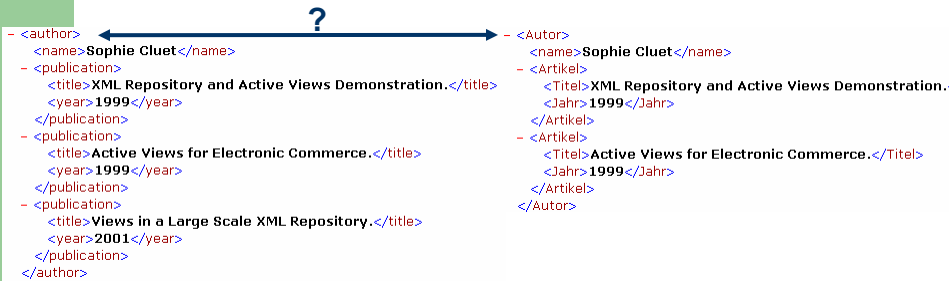 ?
- <author>
<name>Sophie Cluet</name>
- <publication>
<title>XML Repository and Active Views Demonstration.</title>
<year>1999</year>
</publication>
- <publication>
<title>Active Views for Electronic Commerce.</title>
<year>1999</year>
</publication>
- <publication>
<title>Views in a Large Scale XML Repository.</title>
<year>2001</year>
</publication>
</author>
- <Autor>
<name>Sophie Cluet</name>
- <Artikel>
<Titel>XML Repository and Active Views Demonstration.<
<Jahr>1999</Jahr>
</Artikel>
- <Artikel>
<Titel>Active Views for Electronic Commerce.</Titel>
<Jahr>1999</Jahr>
</Artikel>
</Autor>